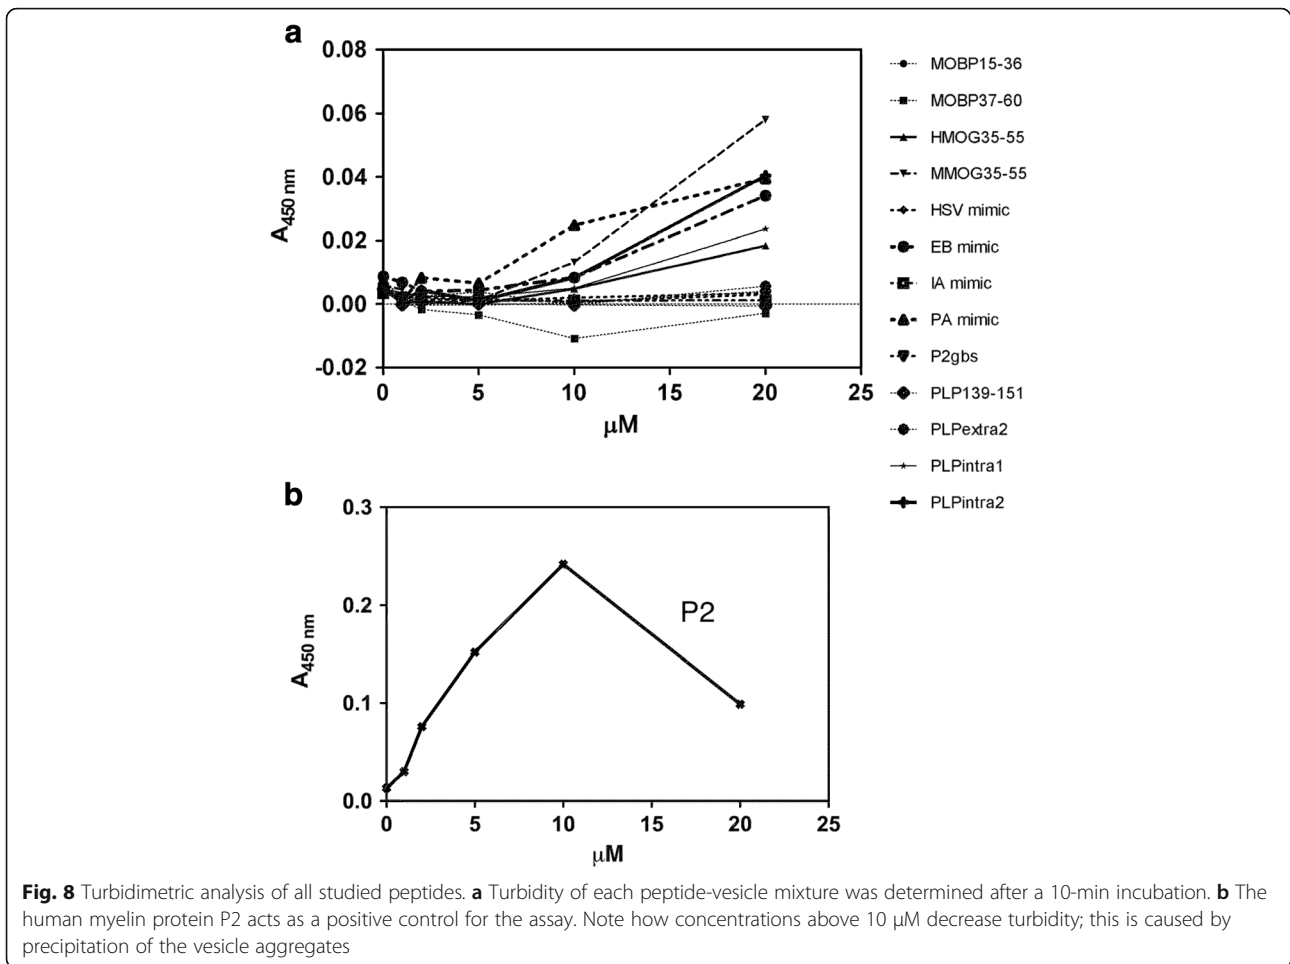 a
0.08
0.06
0.04
0.02
0.00
-0.02
A450 nm
0 5 10 15 20 25
µM
MOBP15-36
MOBP37-60
HMOG35-55
MMOG35-55
HSV mimic
EB mimic
IA mimic
PA mimic
P2gbs
PLP139-151
PLPextra2
PLPintra1
PLPintra2
b
0.3
0.2
0.1
0.0
A450 nm
P2
0 5 10 15 20 25
µM
Fig. 8 Turbidimetric analysis of all studied peptides. a Turbidity of each peptide-vesicle mixture was determined after a 10-min incubation. b The
human myelin protein P2 acts as a positive control for the assay. Note how concentrations above 10 µM decrease turbidity; this is caused by
precipitation of the vesicle aggregates